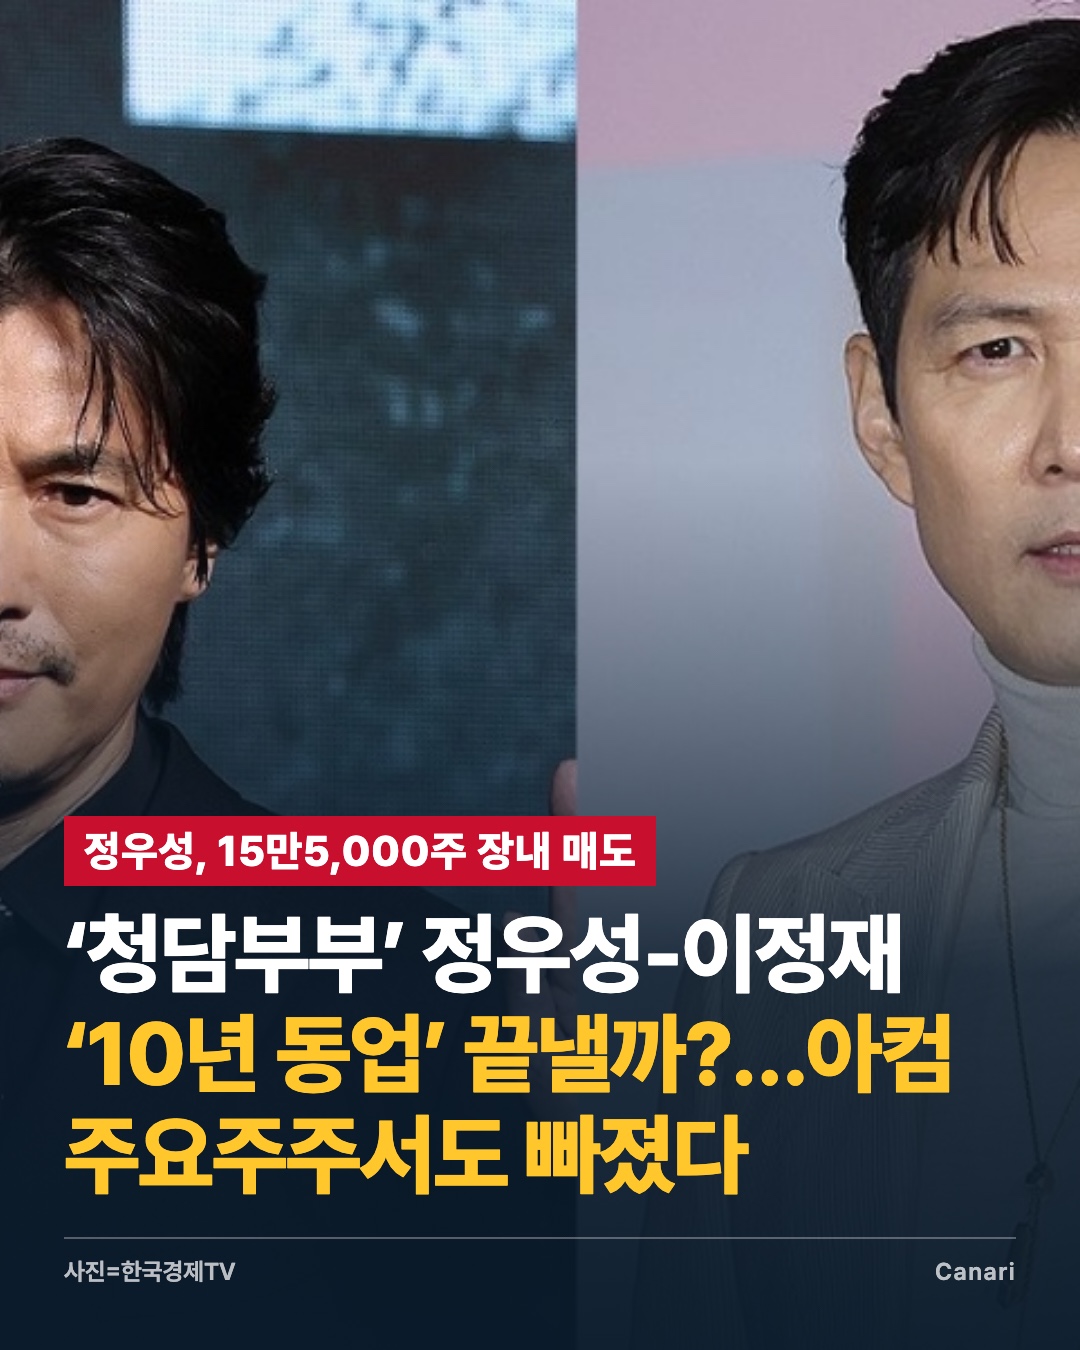 정우성, 15만5,000주 장내 매도
‘청담부부’ 정우성-이정재
‘10년 동업’ 끝낼까?...아컴
주요주주서도 빠졌다
사진=한국경제TV
Canari